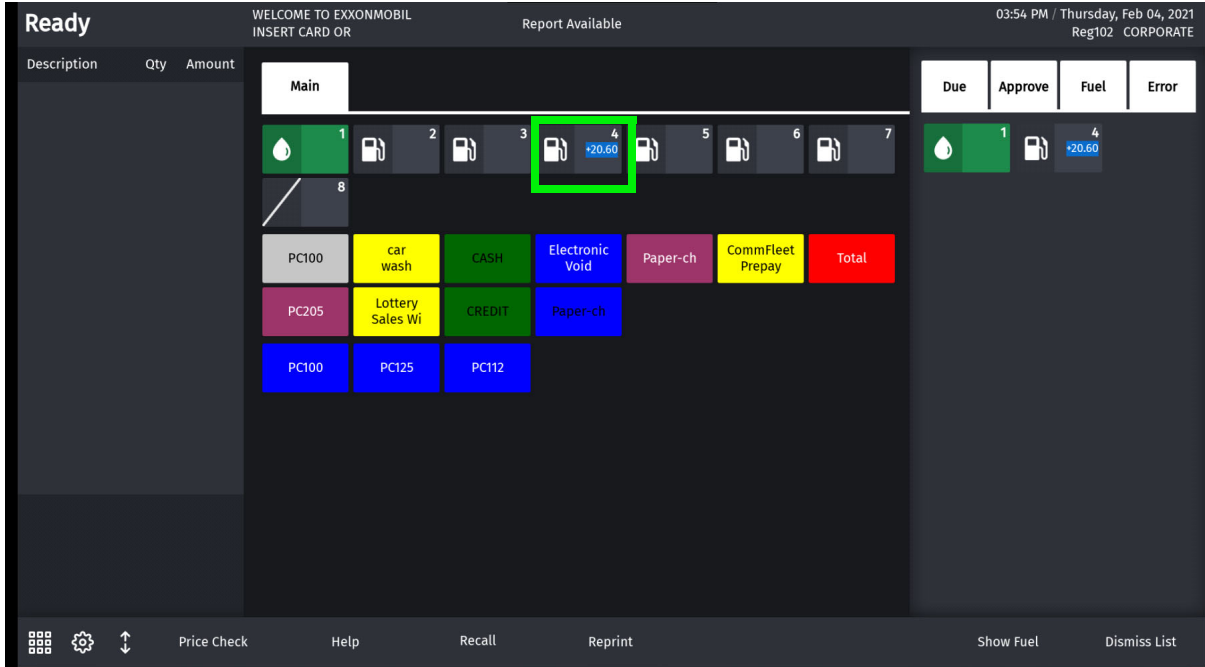 Ready
WELCOME TO EXXONMOBIL
INSERT CARD OR
Report Available
03:54 PM / Thursday, Feb 04, 2021
Reg102 CORPORATE
Description Qty Amount
Main
Due Approve Fuel Error
1 2 3 4 5 6 7
+20.60
8
1 4
+20.60
PC100 car wash CASH Electronic Void Paper-ch CommFleet Prepay Total
PC205 Lottery Sales Wi CREDIT Paper-ch
PC100 PC125 PC112
Price Check Help Recall Reprint Show Fuel Dismiss List